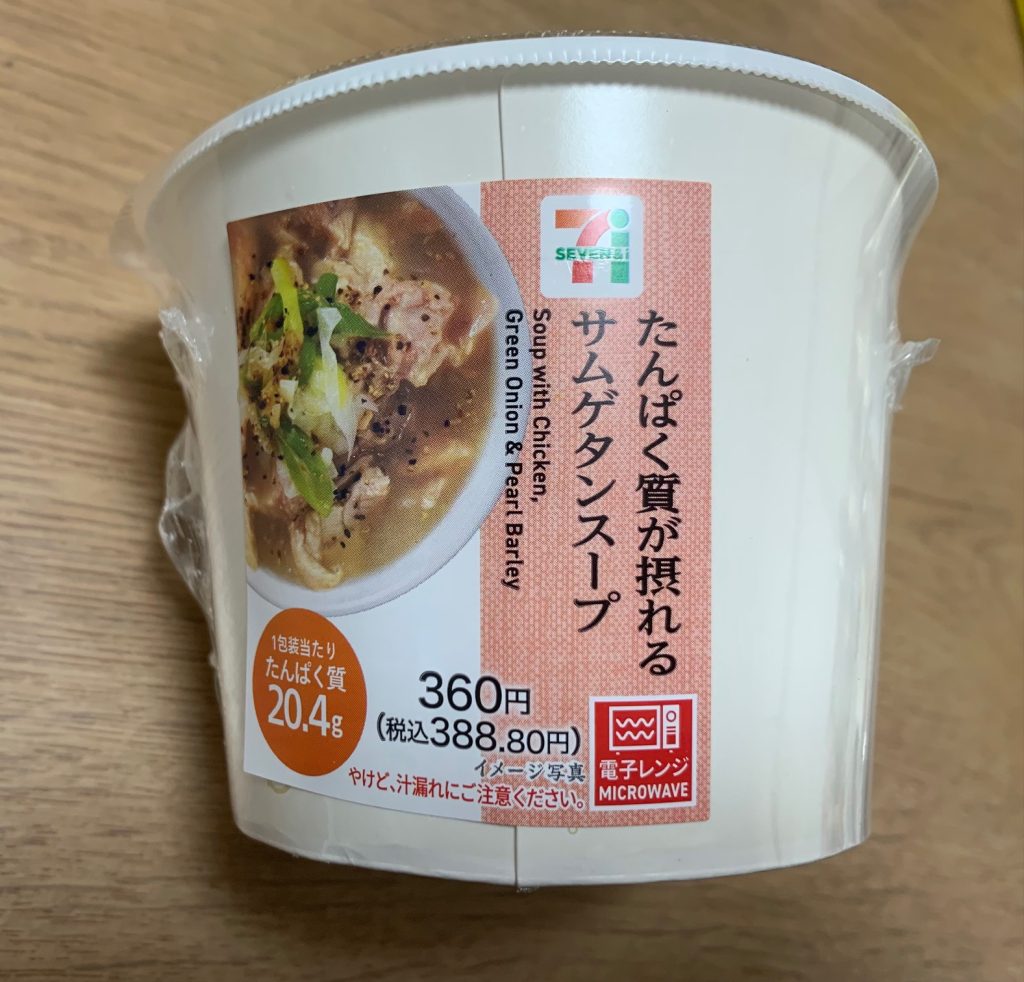 SEVEN&i
たんぱく質が摂れる
サムゲタンスープ
Soup with Chicken,
Green Onion & Pearl Barley
1包装当たり
たんぱく質
20.4g
360円
(税込388.80円)
イメージ写真
やけど、汁漏れにご注意ください。
電子レンジ
MICROWAVE